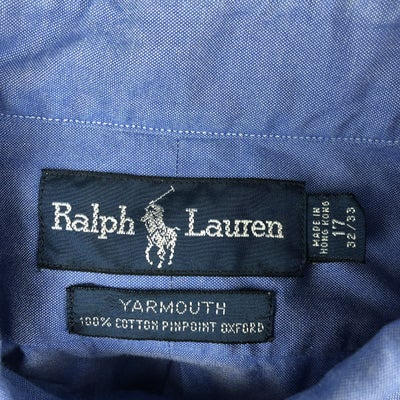 Ralph Lauren
MADE IN
HONG KONG
17
32/33
YARMOUTH
100% COTTON PINPOINT OXFORD